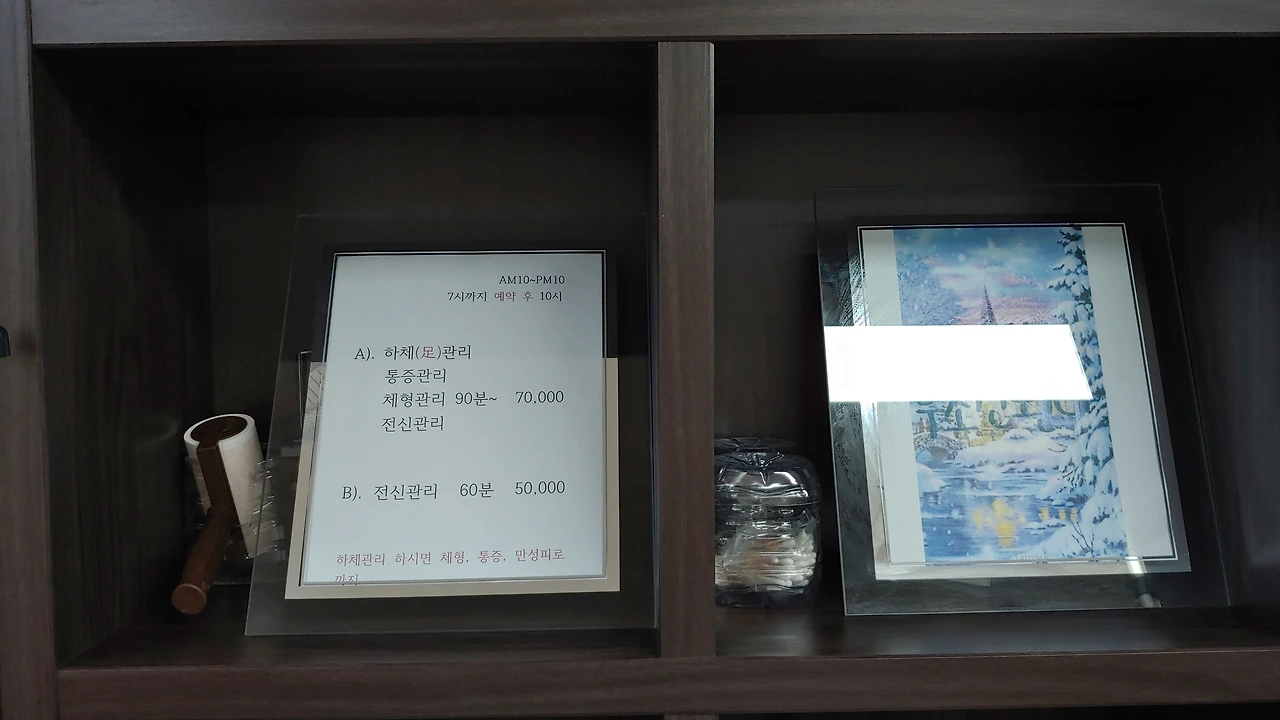 AM10~PM10
7시까지 예약 후 10시
A). 하체(足)관리
통증관리
체형관리 90분~ 70,000
전신관리
B). 전신관리 60분 50,000
하체관리 하시면 체형, 통증, 만성피로
까지